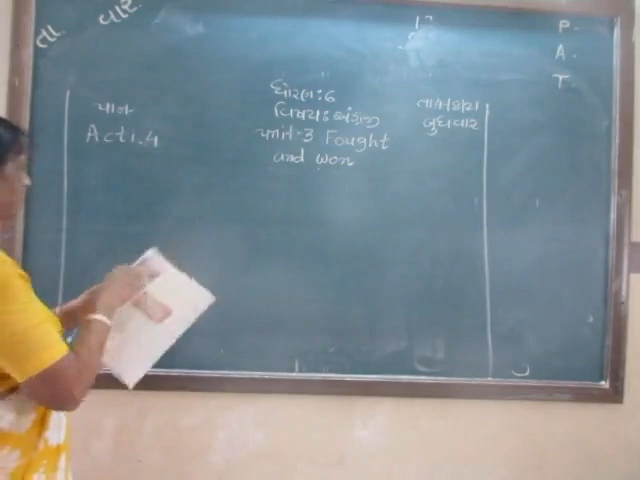 તા. વાર.
P.
A.
T
ધોરણ: 6
વિષય: અંગ્રેજી
પાઠ-3 Fought
and won
પાઠ
Acti.4
બુધવાર